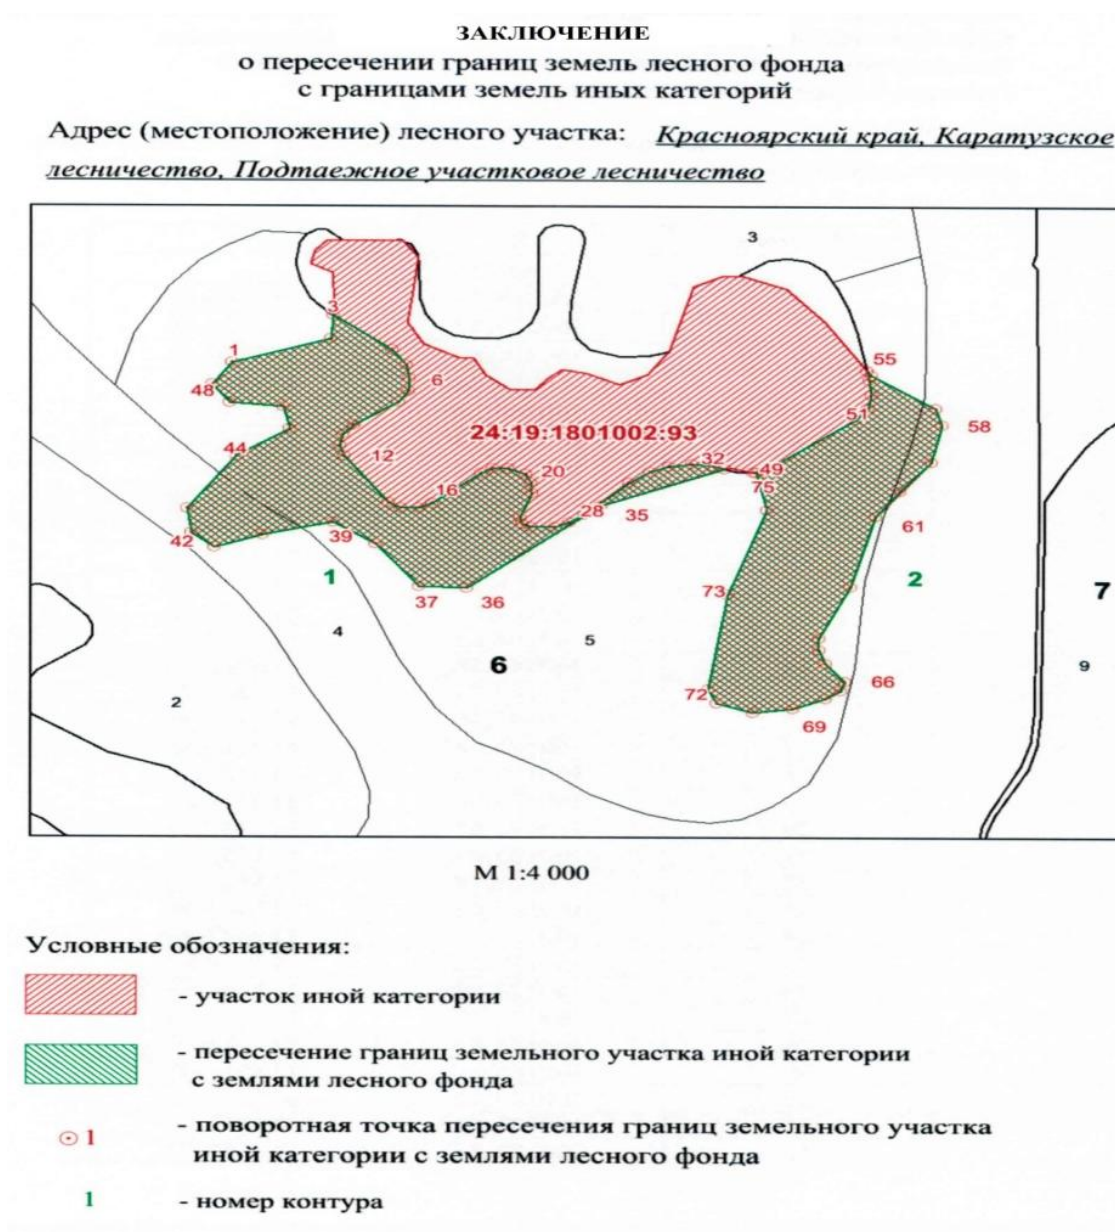 ЗАКЛЮЧЕНИЕ
о пересечении границ земель лесного фонда
с границами земель иных категорий
Адрес (местоположение) лесного участка: Красноярский край, Каратузское
лесничество, Подтаежное участковое лесничество
3
3
1
55
6
48
51
58
24:19:1801002:93
44
12
32
49
20
75
16
28
35
61
42
39
1
2
73
7
37
36
4
5
6
9
66
72
2
69
М 1:4 000
Условные обозначения:
- участок иной категории
- пересечение границ земельного участка иной категории
с землями лесного фонда
1
- поворотная точка пересечения границ земельного участка
иной категории с землями лесного фонда
1
- номер контура